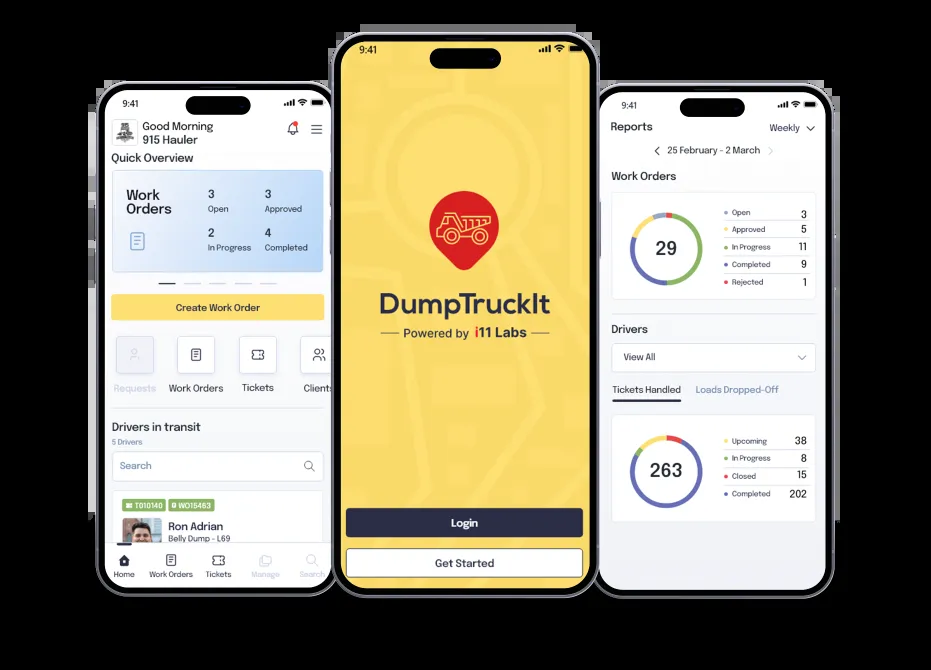 9:41
Good Morning
915 Hauler
Quick Overview
Work
Orders
3
Open
3
Approved
2
In Progress
4
Completed
Create Work Order
Requests
Work Orders
Tickets
Clients
Drivers in transit
5 Drivers
Search
T010140
WO16463
Ron Adrian
Belly Dump - L69
Home
Work Orders
Tickets
Manage
Search
9:41
DumpTruckIt
Powered by i11 Labs
Login
Get Started
9:41
Reports
Weekly
25 February - 2 March
Work Orders
29
Open 3
Approved 5
In Progress 11
Completed 9
Rejected 1
Drivers
View All
Tickets Handled
Loads Dropped-Off
263
Upcoming 38
In Progress 8
Closed 15
Completed 202